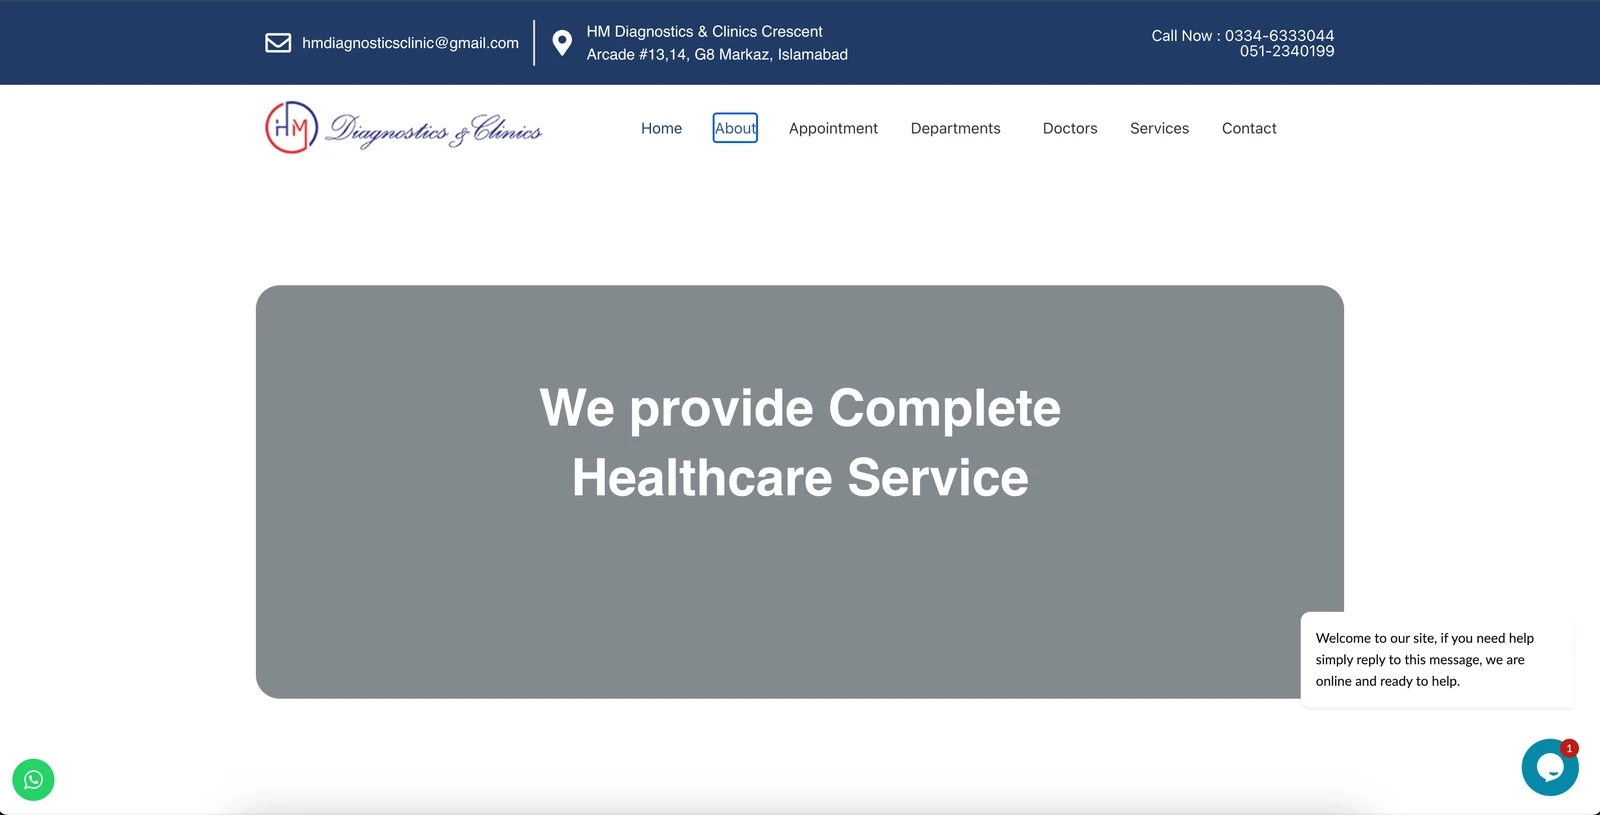 hmdiagnosticsclinic@gmail.com
HM Diagnostics & Clinics Crescent
Arcade #13,14, G8 Markaz, Islamabad
Call Now : 0334-6333044
051-2340199
HM Diagnostics & Clinics
Home About Appointment Departments Doctors Services Contact
We provide Complete
Healthcare Service
Welcome to our site, if you need help
simply reply to this message, we are
online and ready to help.
1